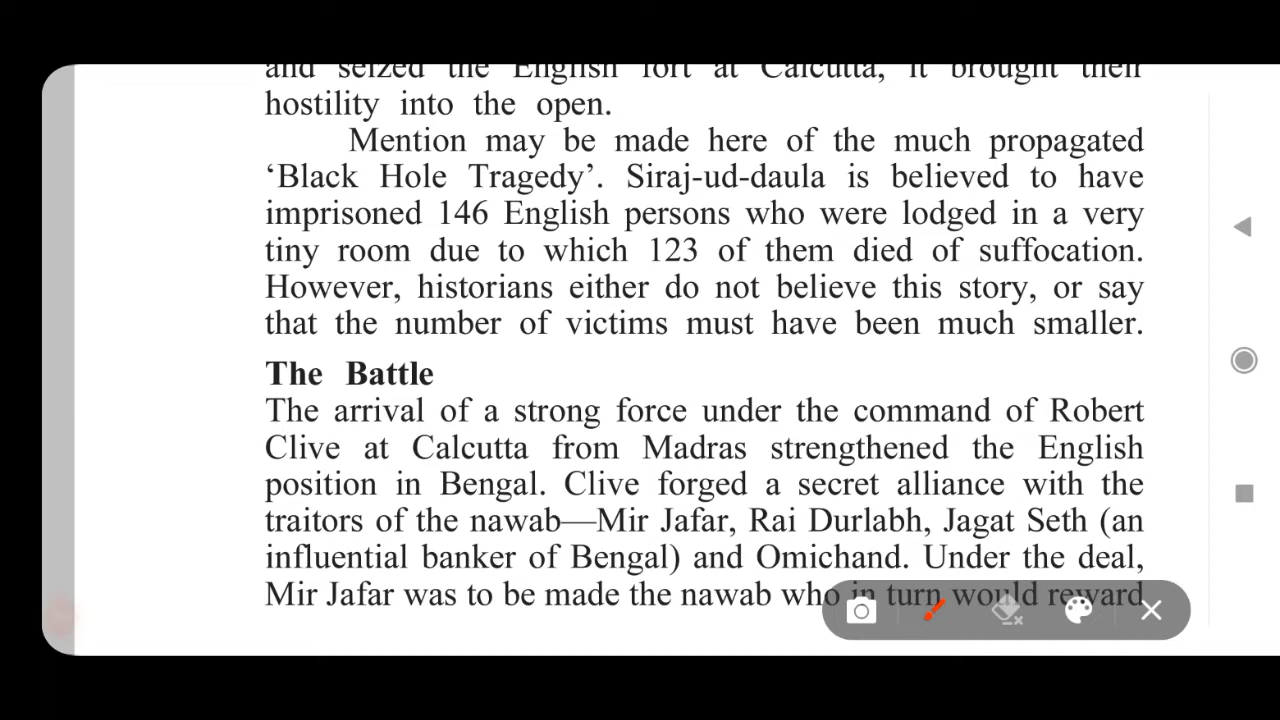 and seized the English fort at Calcutta, it brought their
hostility into the open.
Mention may be made here of the much propagated
‘Black Hole Tragedy’. Siraj-ud-daula is believed to have
imprisoned 146 English persons who were lodged in a very
tiny room due to which 123 of them died of suffocation.
However, historians either do not believe this story, or say
that the number of victims must have been much smaller.
The Battle
The arrival of a strong force under the command of Robert
Clive at Calcutta from Madras strengthened the English
position in Bengal. Clive forged a secret alliance with the
traitors of the nawab—Mir Jafar, Rai Durlabh, Jagat Seth (an
influential banker of Bengal) and Omichand. Under the deal,
Mir Jafar was to be made the nawab who in turn would reward